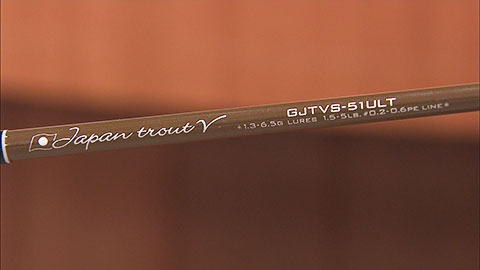 Japan trout V
GJTVS-51ULT
*1.3-6.5G LURES 1.5-5LB. #0.2-0.6PE LINE*